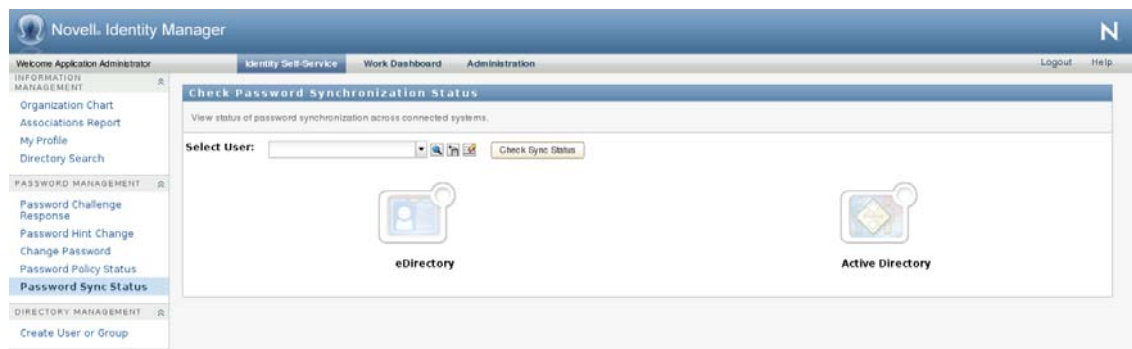 Novell® Identity Manager
N
Welcome Application Administrator
Identity Self-Service
Work Dashboard
Administration
Logout
Help
INFORMATION
MANAGEMENT
Organization Chart
Associations Report
My Profile
Directory Search
PASSWORD MANAGEMENT
Password Challenge
Response
Password Hint Change
Change Password
Password Policy Status
Password Sync Status
DIRECTORY MANAGEMENT
Create User or Group
Check Password Synchronization Status
View status of password synchronization across connected systems.
Select User:
Check Sync Status
eDirectory
Active Directory